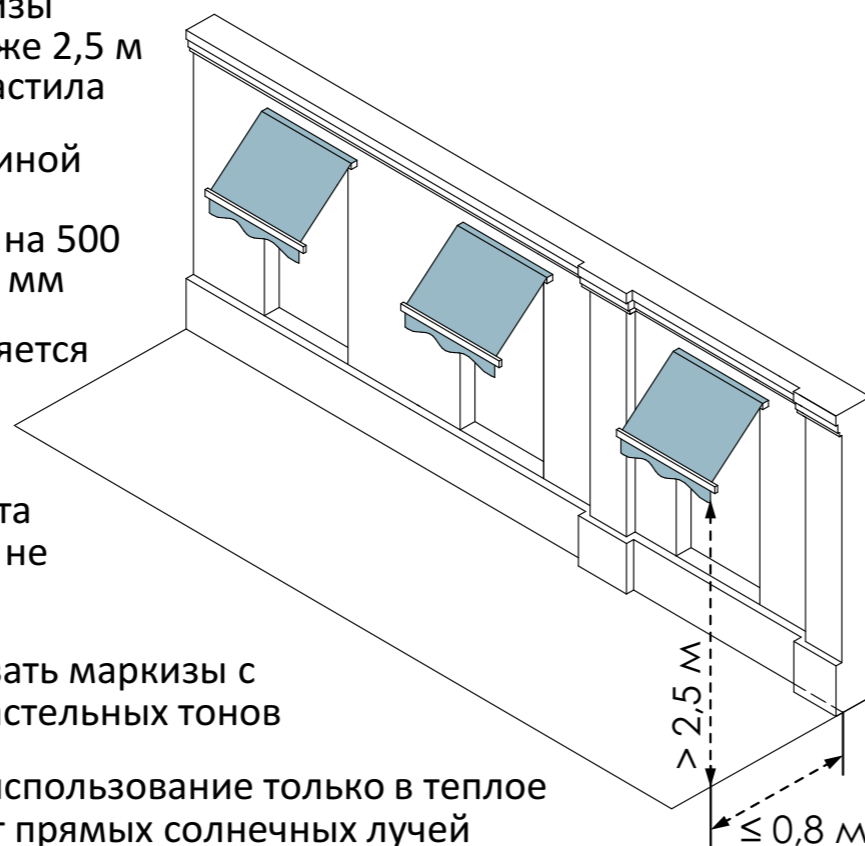 изы
же 2,5 м
астила
иной
на 500
мм
яется
та
не
вать маркизы с
астельных тонов
использование только в теплое
т прямых солнечных лучей
> 2,5 м
≤ 0,8 м